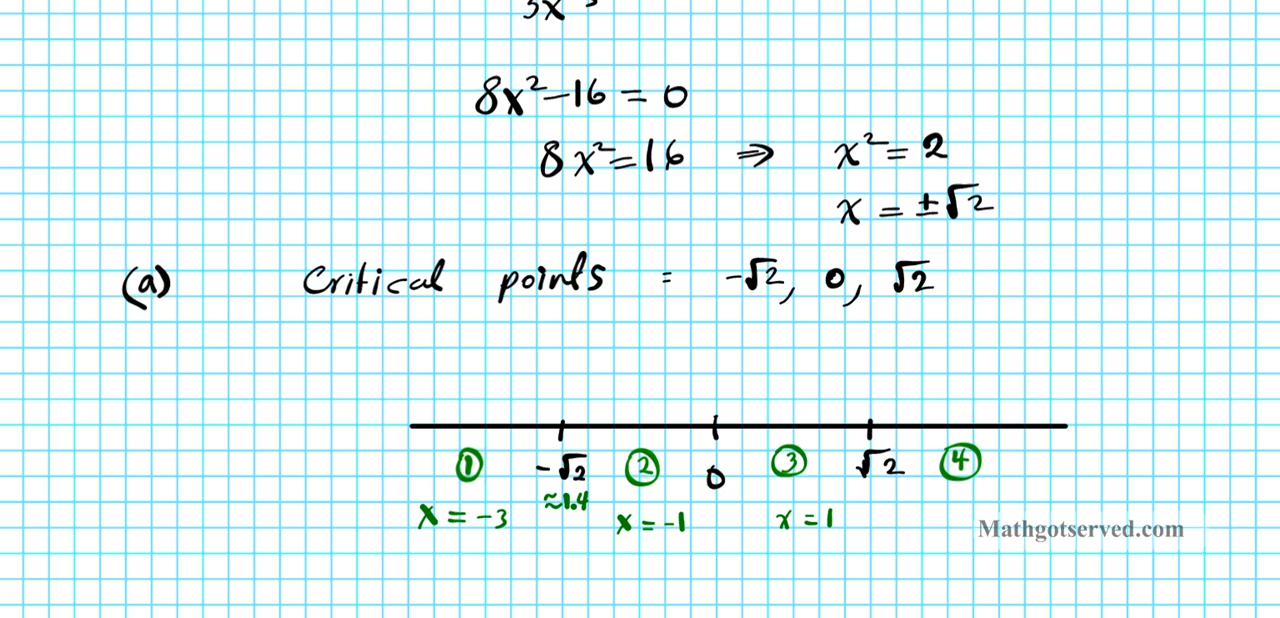 8x²-16 = 0
8x²=16 ⇒ x²= 2
x = ±√2
(a) Critical points = -√2, 0, √2
① -√2 ② 0 ③ √2 ④
≈1.4
x = -3 x = -1 x = 1
Mathgotserved.com